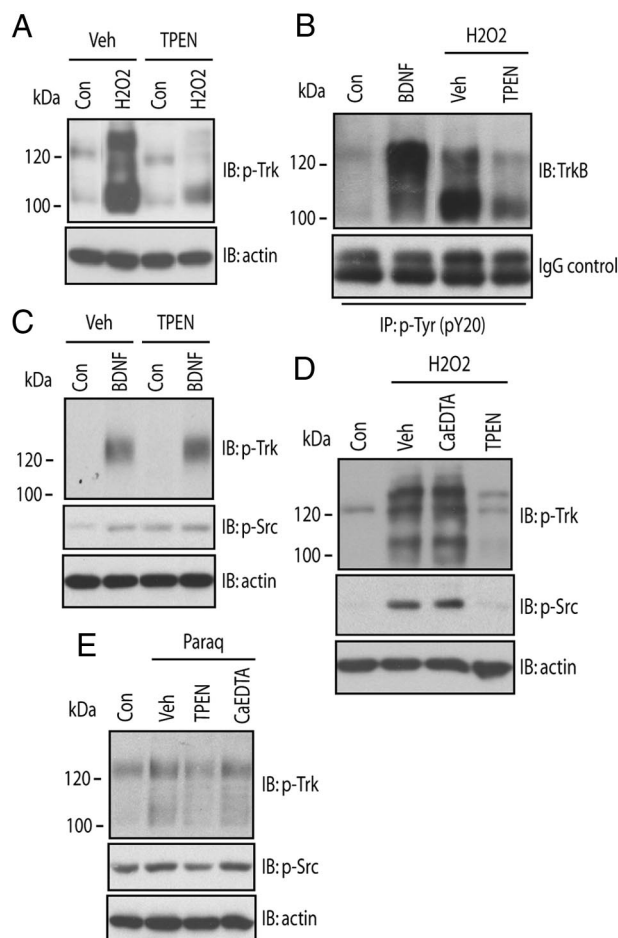 A
Veh TPEN
kDa Con H2O2 Con H2O2
120
100
IB: p-Trk
IB: actin
B
H2O2
kDa Con BDNF Veh TPEN
120
100
IB: TrkB
IgG control
IP: p-Tyr (pY20)
C
Veh TPEN
kDa Con BDNF Con BDNF
120
100
IB: p-Trk
IB: p-Src
IB: actin
D
H2O2
kDa Con Veh CaEDTA TPEN
120
100
IB: p-Trk
IB: p-Src
IB: actin
E
Paraq
kDa Con Veh TPEN CaEDTA
120
100
IB: p-Trk
IB: p-Src
IB: actin